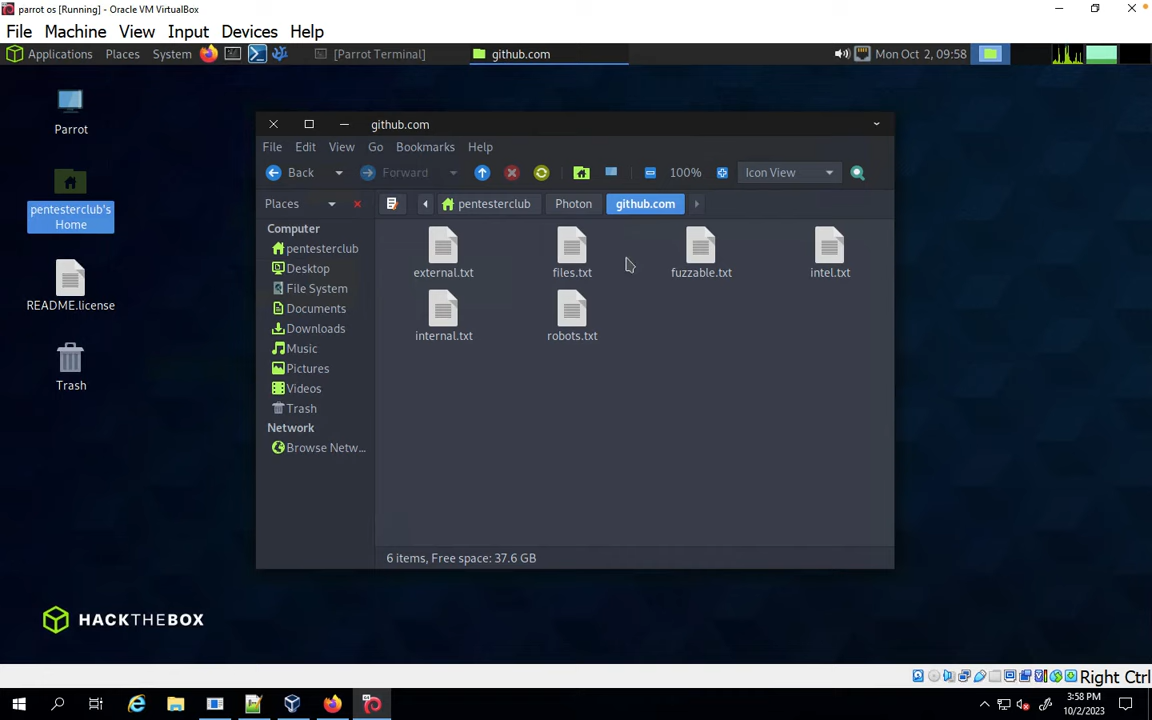 parrot os [Running] - Oracle VM VirtualBox
File Machine View Input Devices Help
Applications Places System [Parrot Terminal] github.com Mon Oct 2, 09:58
Parrot
pentesterclub's
Home
README.license
Trash
github.com
File Edit View Go Bookmarks Help
Back Forward 100% Icon View
Places pentesterclub Photon github.com
Computer
pentesterclub
Desktop
File System
Documents
Downloads
Music
Pictures
Videos
Trash
Network
Browse Netw...
external.txt files.txt fuzzable.txt intel.txt
internal.txt robots.txt
6 items, Free space: 37.6 GB
HACKTHEBOX
Right Ctrl
3:58 PM
10/2/2023